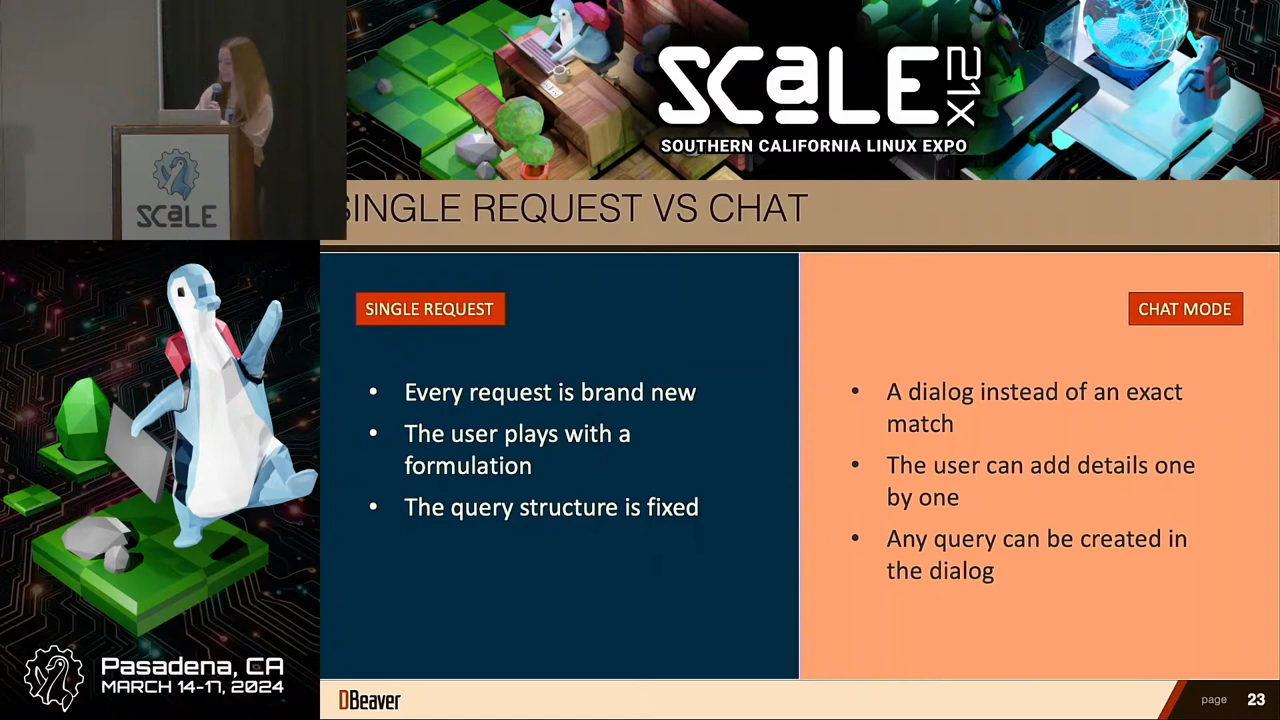 SCaLE 21X
SOUTHERN CALIFORNIA LINUX EXPO
SCaLE
SINGLE REQUEST VS CHAT
SINGLE REQUEST
• Every request is brand new
• The user plays with a
formulation
• The query structure is fixed
CHAT MODE
• A dialog instead of an exact
match
• The user can add details one
by one
• Any query can be created in
the dialog
Pasadena, CA
MARCH 14-17, 2024
DBeaver
page 23